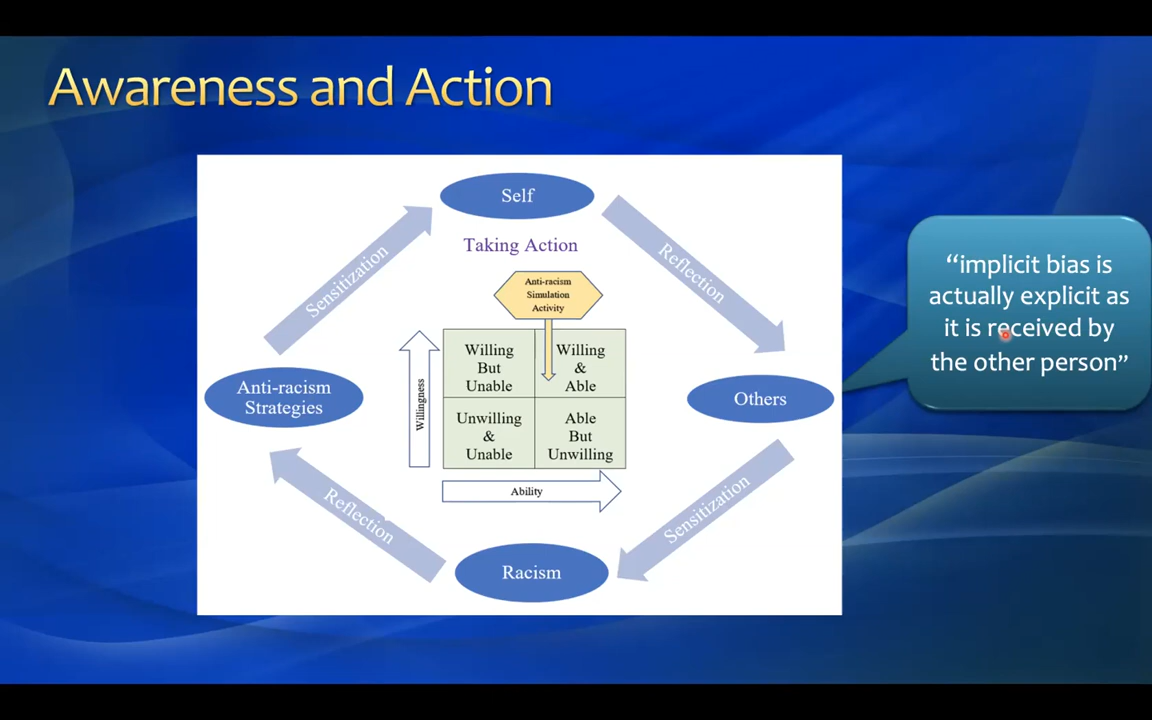 Awareness and Action
Self
Taking Action
Sensitization
Reflection
Anti-racism
Simulation
Activity
Willingness
Willing
But
Unable
Willing
&
Able
Unwilling
&
Unable
Able
But
Unwilling
Ability
Anti-racism
Strategies
Others
Reflection
Sensitization
Racism
“implicit bias is
actually explicit as
it is received by
the other person”